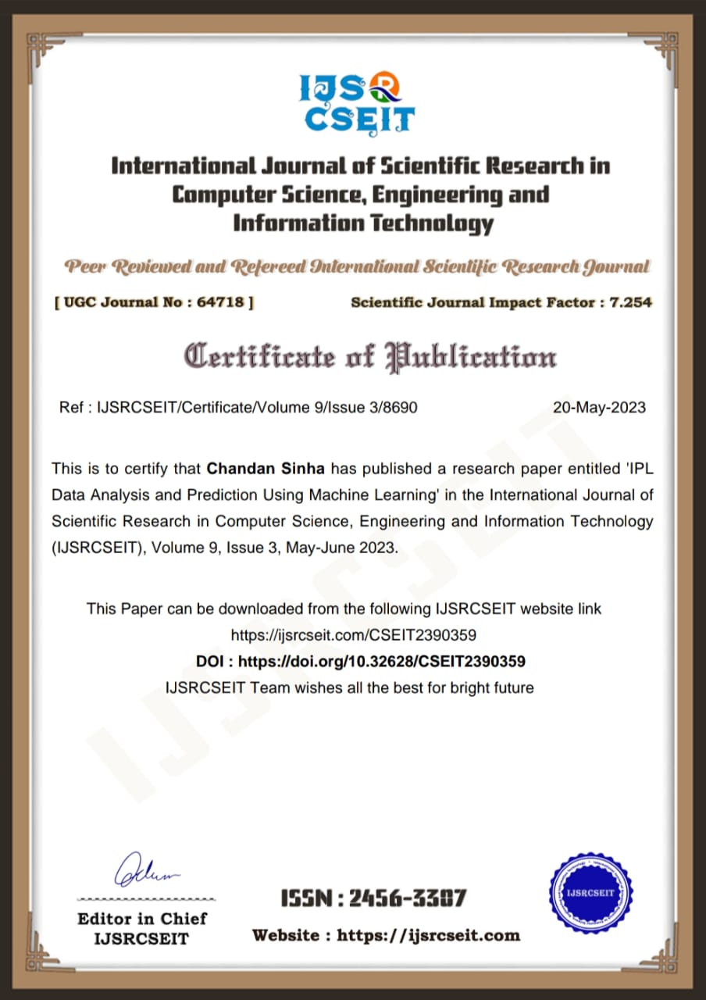 IJSR
CSEIT
International Journal of Scientific Research in
Computer Science, Engineering and
Information Technology
Peer Reviewed and Refereed International Scientific Research Journal
[ UGC Journal No : 64718 ]
Scientific Journal Impact Factor : 7.254
Certificate of Publication
Ref : IJSRCSEIT/Certificate/Volume 9/Issue 3/8690
20-May-2023
This is to certify that Chandan Sinha has published a research paper entitled 'IPL
Data Analysis and Prediction Using Machine Learning' in the International Journal of
Scientific Research in Computer Science, Engineering and Information Technology
(IJSRCSEIT), Volume 9, Issue 3, May-June 2023.
This Paper can be downloaded from the following IJSRCSEIT website link
https://ijsrcseit.com/CSEIT2390359
DOI : https://doi.org/10.32628/CSEIT2390359
IJSRCSEIT Team wishes all the best for bright future
IJSRCSEIT
Editor in Chief
IJSRCSEIT
ISSN : 2456-3307
Website : https://ijsrcseit.com
IJSRCSEIT